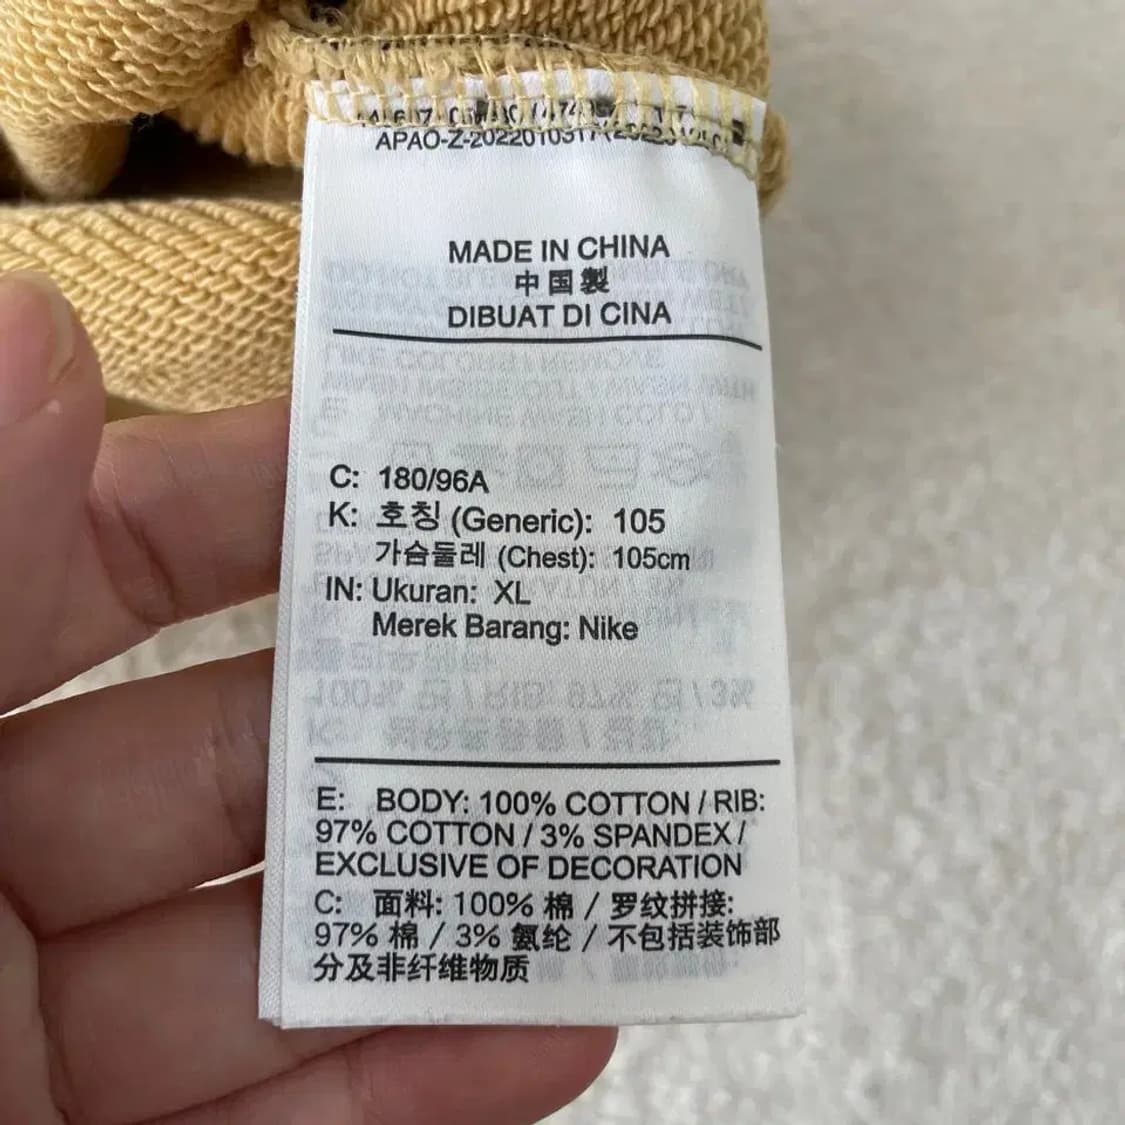 MADE IN CHINA
中国製
DIBUAT DI CINA
C: 180/96A
K: 호칭 (Generic): 105
가슴둘레 (Chest): 105cm
IN: Ukuran: XL
Merek Barang: Nike
E: BODY: 100% COTTON / RIB:
97% COTTON / 3% SPANDEX /
EXCLUSIVE OF DECORATION
C: 面料: 100% 棉 / 罗纹拼接:
97% 棉 / 3% 氨纶 / 不包括装饰部
分及非纤维物质